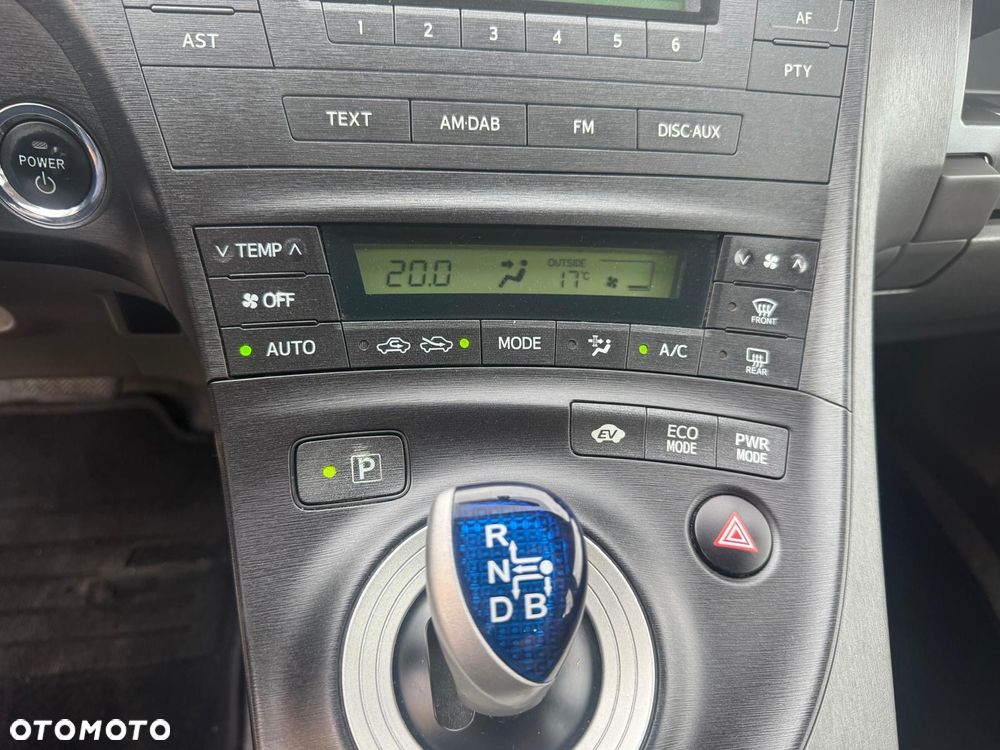 1 2 3 4 5 6 AF
AST
PTY
TEXT AM·DAB FM DISC·AUX
POWER
TEMP
20.0 OUTSIDE 17°C
OFF
FRONT
AUTO MODE A/C
REAR
EV ECO MODE PWR MODE
P
R
N
D B
OTOMOTO